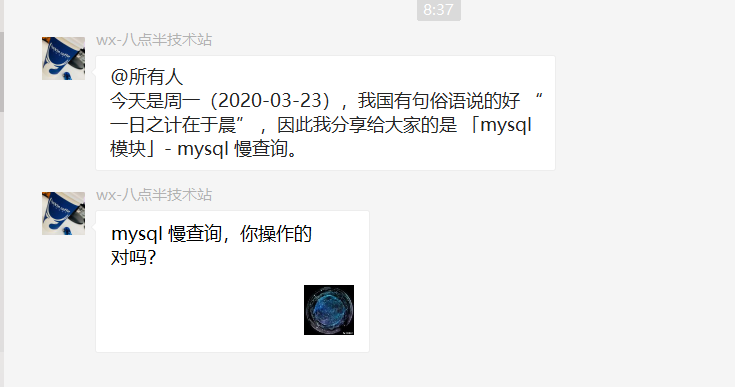 8:37
wx-八点半技术站
@所有人
今天是周一（2020-03-23），我国有句俗语说的好 “
一日之计在于晨” ，因此我分享给大家的是 「mysql
模块」- mysql 慢查询。
wx-八点半技术站
mysql 慢查询，你操作的
对吗?